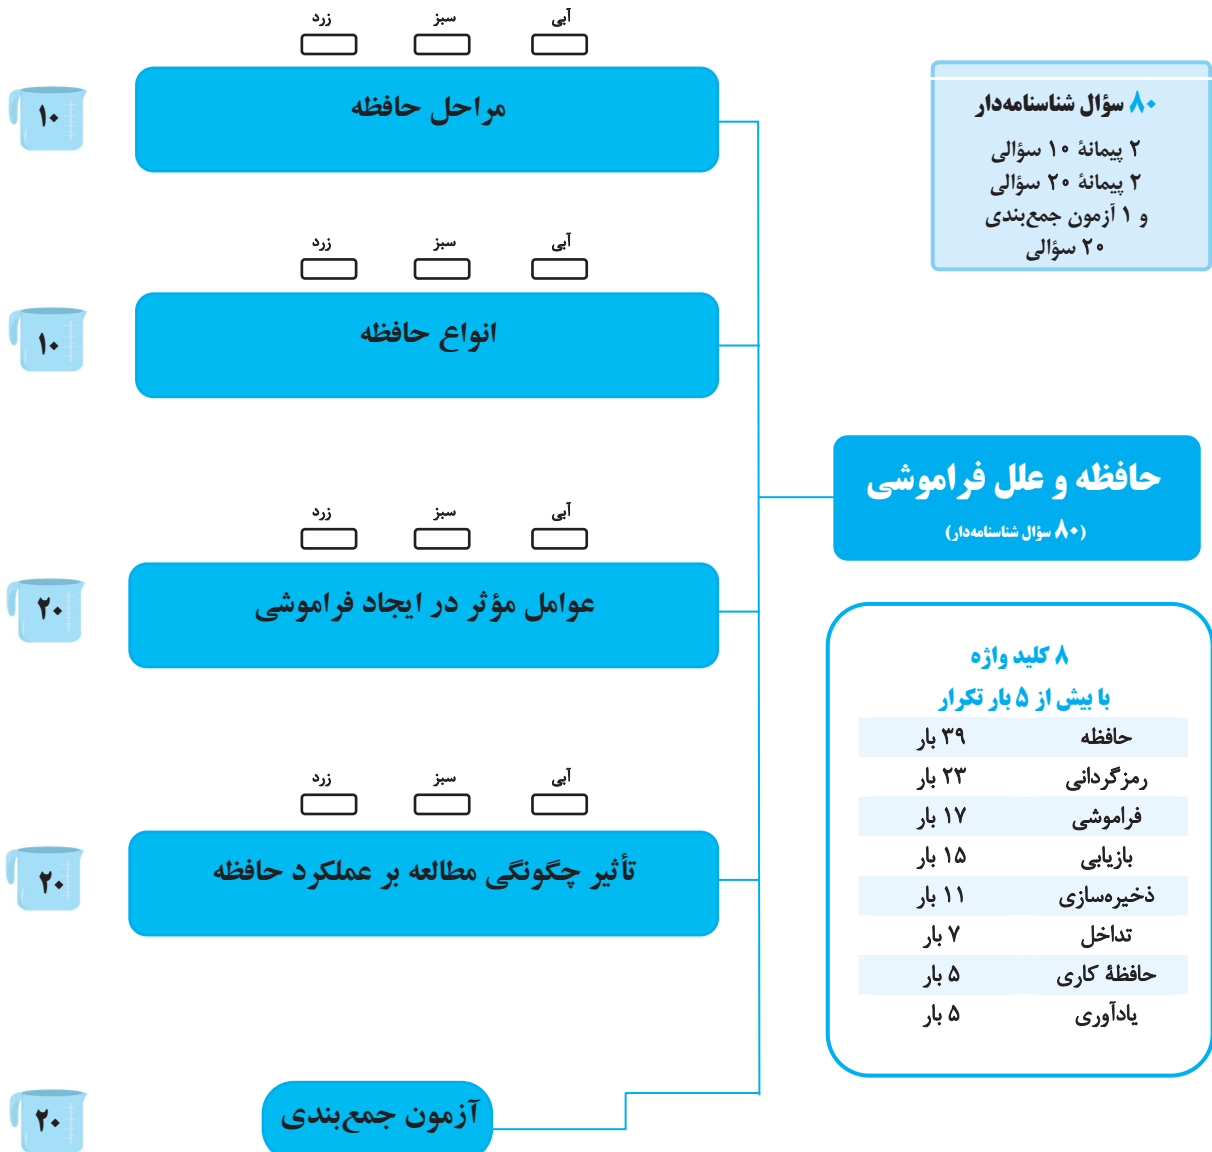 ۸۰ سؤال شناسنامه‌دار
۲ پیمانهٔ ۱۰ سؤالی
۲ پیمانهٔ ۲۰ سؤالی
و ۱ آزمون جمع‌بندی
۲۰ سؤالی
حافظه و علل فراموشی
(۸۰ سؤال شناسنامه‌دار)
۸ کلید واژه
با بیش از ۵ بار تکرار
حافظه ۳۹ بار
رمزگردانی ۲۳ بار
فراموشی ۱۷ بار
بازیابی ۱۵ بار
ذخیره‌سازی ۱۱ بار
تداخل ۷ بار
حافظهٔ کاری ۵ بار
یادآوری ۵ بار
آبی سبز زرد
مراحل حافظه
۱۰
آبی سبز زرد
انواع حافظه
۱۰
آبی سبز زرد
عوامل مؤثر در ایجاد فراموشی
۲۰
آبی سبز زرد
تأثیر چگونگی مطالعه بر عملکرد حافظه
۲۰
آزمون جمع‌بندی
۲۰